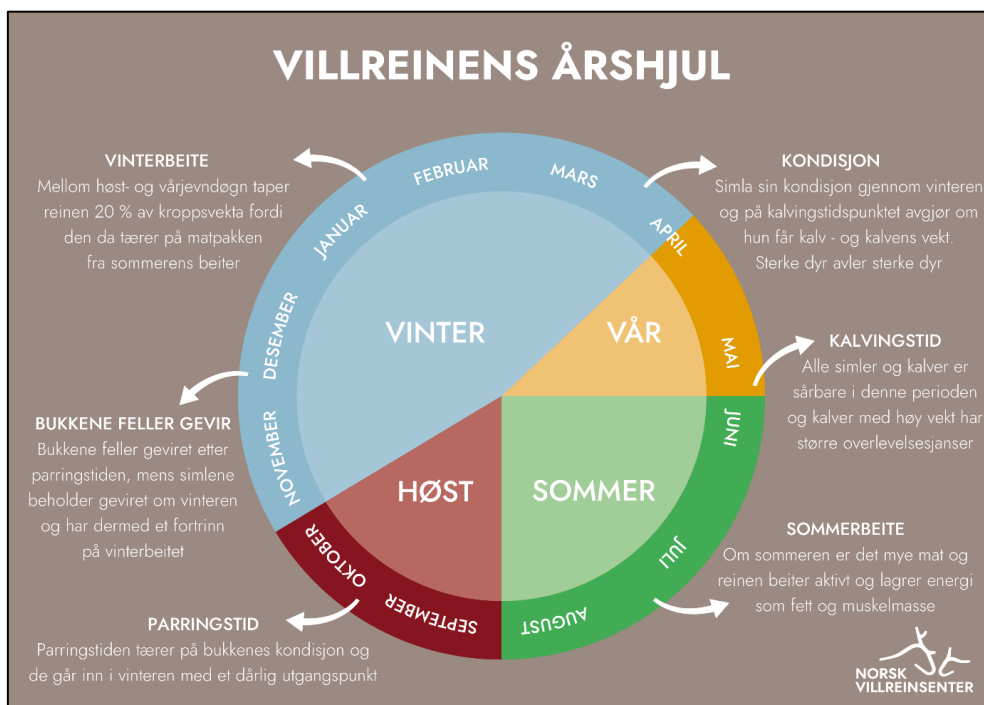 VILLREINENS ÅRSHJUL
VINTERBEITE
Mellom høst- og vårjevndøgn taper
reinen 20 % av kroppsvekta fordi
den da tærer på matpakken
fra sommerens beiter
KONDISJON
Simla sin kondisjon gjennom vinteren
og på kalvingstidspunktet avgjør om
hun får kalv - og kalvens vekt.
Sterke dyr avler sterke dyr
JANUAR
FEBRUAR
MARS
APRIL
MAI
JUNI
JULI
AUGUST
SEPTEMBER
OKTOBER
NOVEMBER
DESEMBER
VINTER
VÅR
HØST
SOMMER
KALVINGSTID
Alle simler og kalver er
sårbare i denne perioden
og kalver med høy vekt har
større overlevelsesjanser
BUKKENE FELLER GEVIR
Bukkene feller geviret etter
parringstiden, mens simlene
beholder geviret om vinteren
og har dermed et fortrinn
på vinterbeitet
SOMMERBEITE
Om sommeren er det mye mat og
reinen beiter aktivt og lagrer energi
som fett og muskelmasse
PARRINGSTID
Parringstiden tærer på bukkenes kondisjon og
de går inn i vinteren med et dårlig utgangspunkt
NORSK
VILLREINSENTER